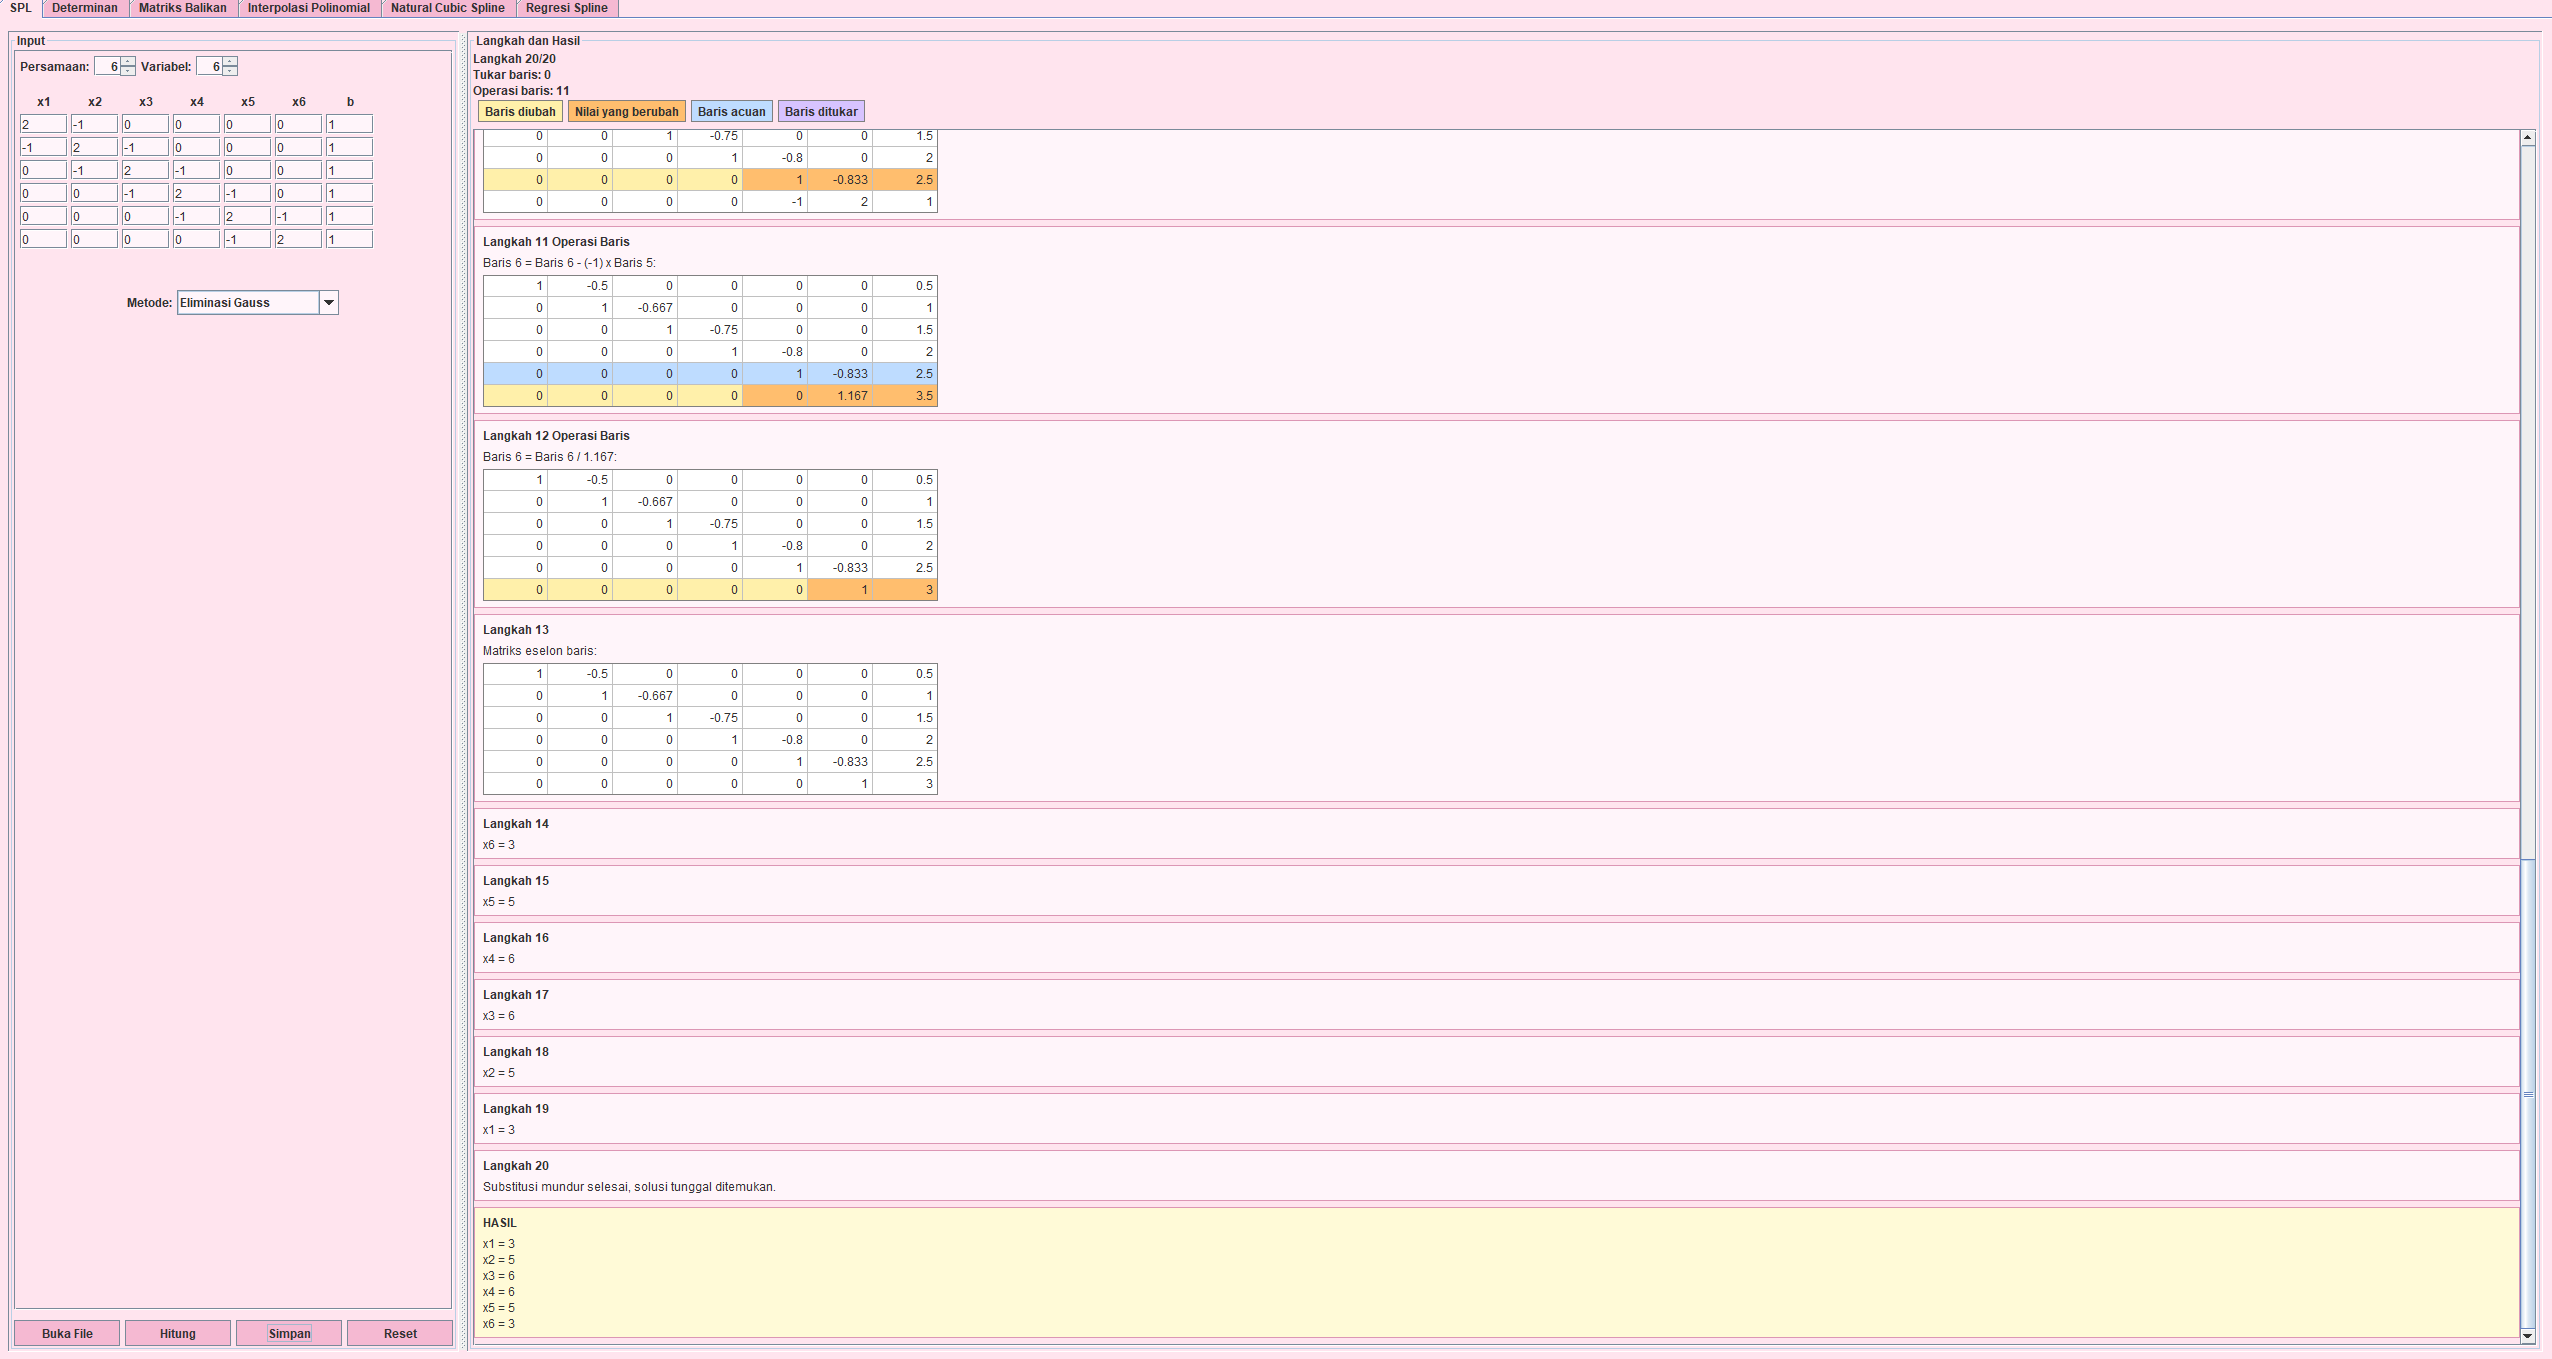 SPL Determinan Matriks Balikan Interpolasi Polinomial Natural Cubic Spline Regresi Spline
Input
Persamaan: 6 Variabel: 6
x1 x2 x3 x4 x5 x6 b
2 -1 0 0 0 0 1
-1 2 -1 0 0 0 1
0 -1 2 -1 0 0 1
0 0 -1 2 -1 0 1
0 0 0 -1 2 -1 1
0 0 0 0 -1 2 1
Metode: Eliminasi Gauss
Buka File Hitung Simpan Reset
Langkah dan Hasil
Langkah 20/20
Tukar baris: 0
Operasi baris: 11
Baris diubah Nilai yang berubah Baris acuan Baris ditukar
0 0 1 -0.75 0 0 1.5
0 0 0 1 -0.8 0 2
0 0 0 0 1 -0.833 2.5
0 0 0 0 -1 2 1
Langkah 11 Operasi Baris
Baris 6 = Baris 6 - (-1) x Baris 5:
1 -0.5 0 0 0 0 0.5
0 1 -0.667 0 0 0 1
0 0 1 -0.75 0 0 1.5
0 0 0 1 -0.8 0 2
0 0 0 0 1 -0.833 2.5
0 0 0 0 0 1.167 3.5
Langkah 12 Operasi Baris
Baris 6 = Baris 6 / 1.167:
1 -0.5 0 0 0 0 0.5
0 1 -0.667 0 0 0 1
0 0 1 -0.75 0 0 1.5
0 0 0 1 -0.8 0 2
0 0 0 0 1 -0.833 2.5
0 0 0 0 0 1 3
Langkah 13
Matriks eselon baris:
1 -0.5 0 0 0 0 0.5
0 1 -0.667 0 0 0 1
0 0 1 -0.75 0 0 1.5
0 0 0 1 -0.8 0 2
0 0 0 0 1 -0.833 2.5
0 0 0 0 0 1 3
Langkah 14
x6 = 3
Langkah 15
x5 = 5
Langkah 16
x4 = 6
Langkah 17
x3 = 6
Langkah 18
x2 = 5
Langkah 19
x1 = 3
Langkah 20
Substitusi mundur selesai, solusi tunggal ditemukan.
HASIL
x1 = 3
x2 = 5
x3 = 6
x4 = 6
x5 = 5
x6 = 3